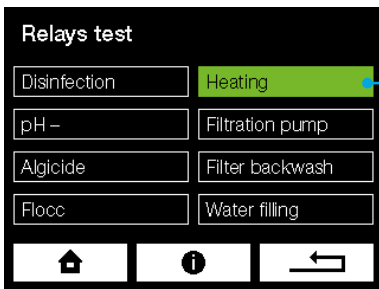 Relays test
Disinfection Heating
pH – Filtration pump
Algicide Filter backwash
Flocc Water filling